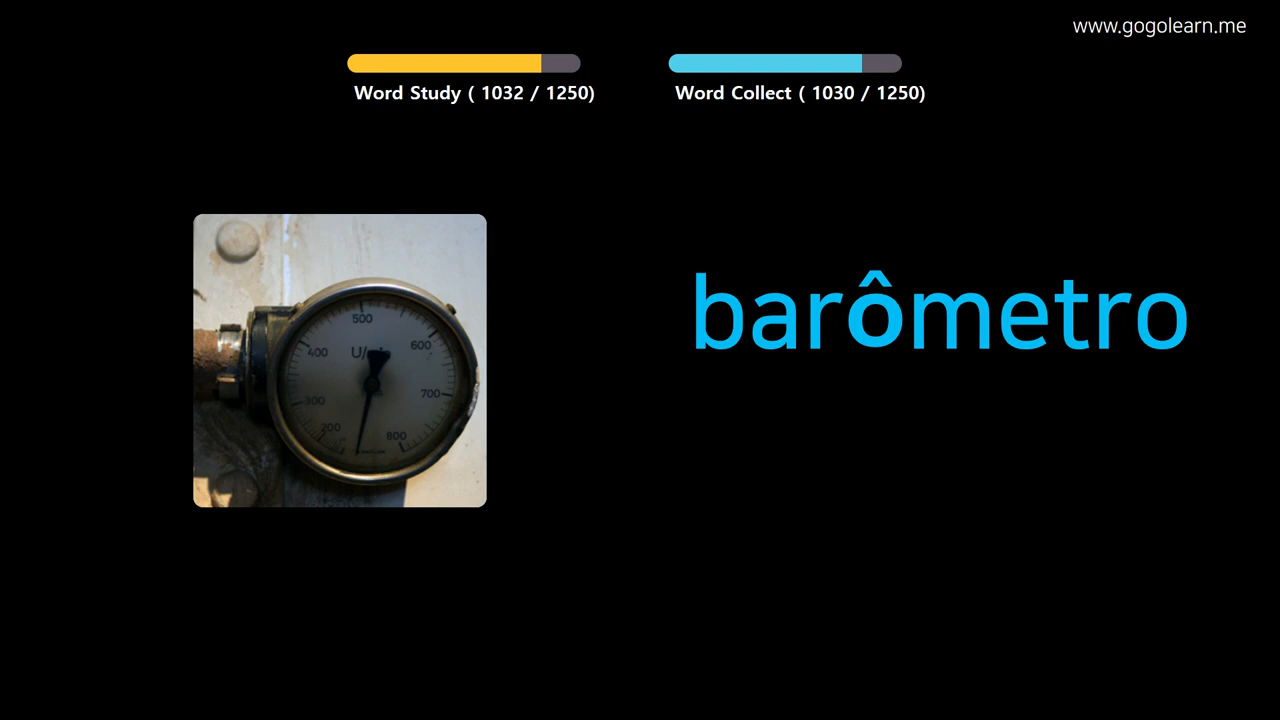 www.gogolearn.me
Word Study ( 1032 / 1250)
Word Collect ( 1030 / 1250)
barômetro
500
400
600
300
700
200
800